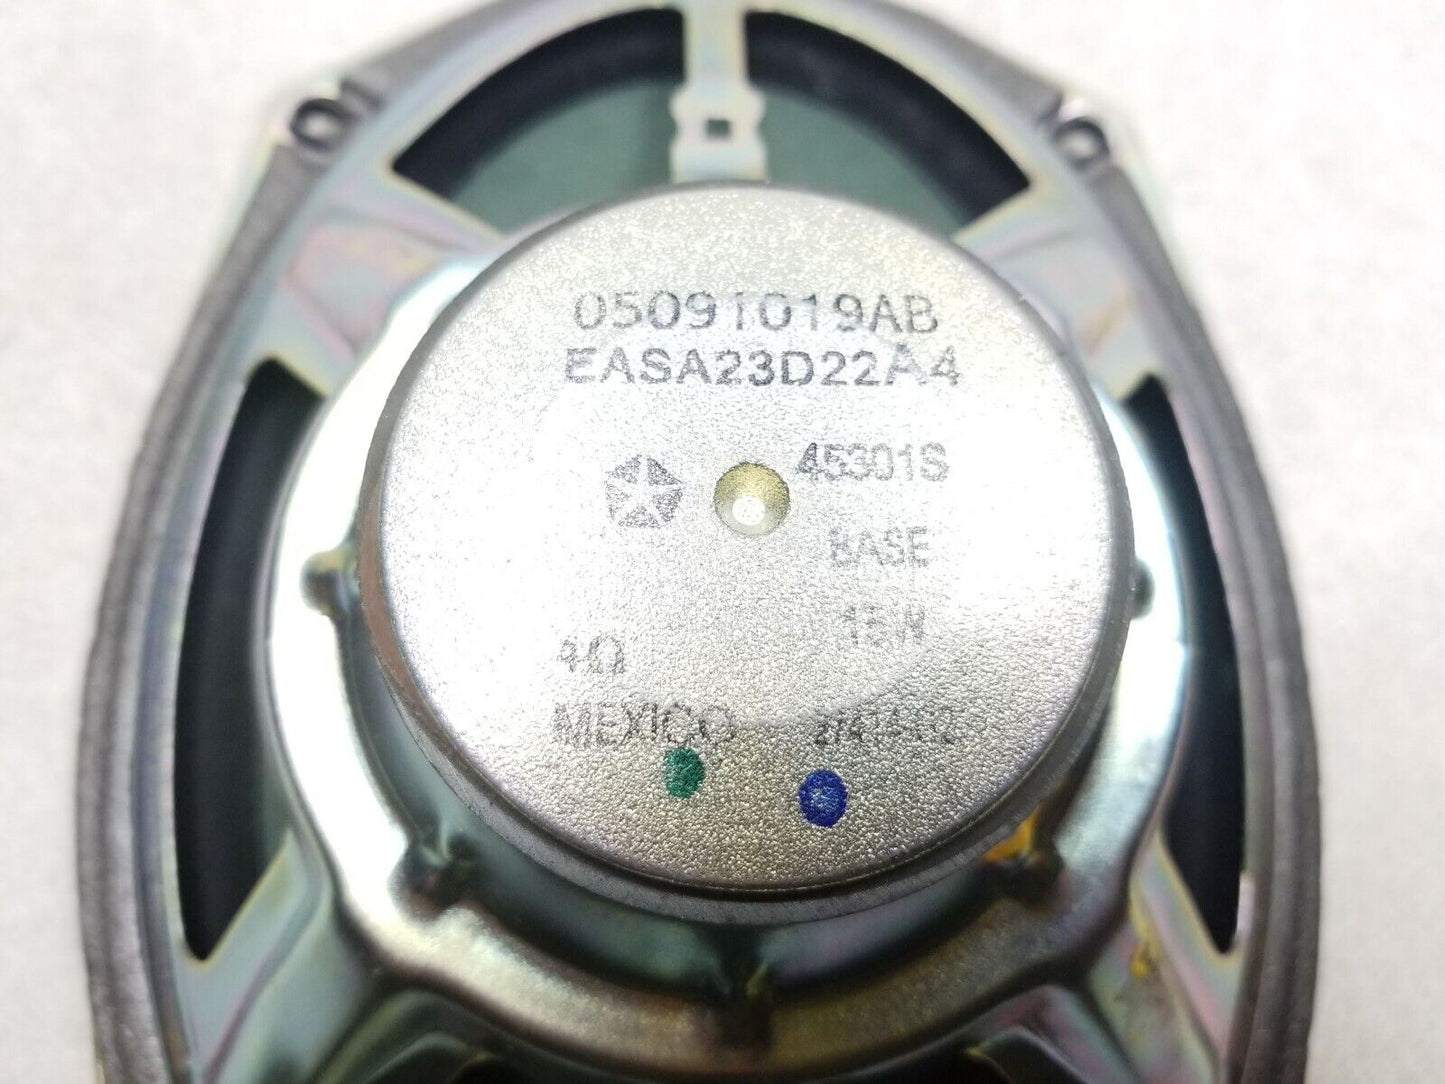 05091019AB
EASA23D22A4
45301S
BASE
15W
4Ω
MEXICO